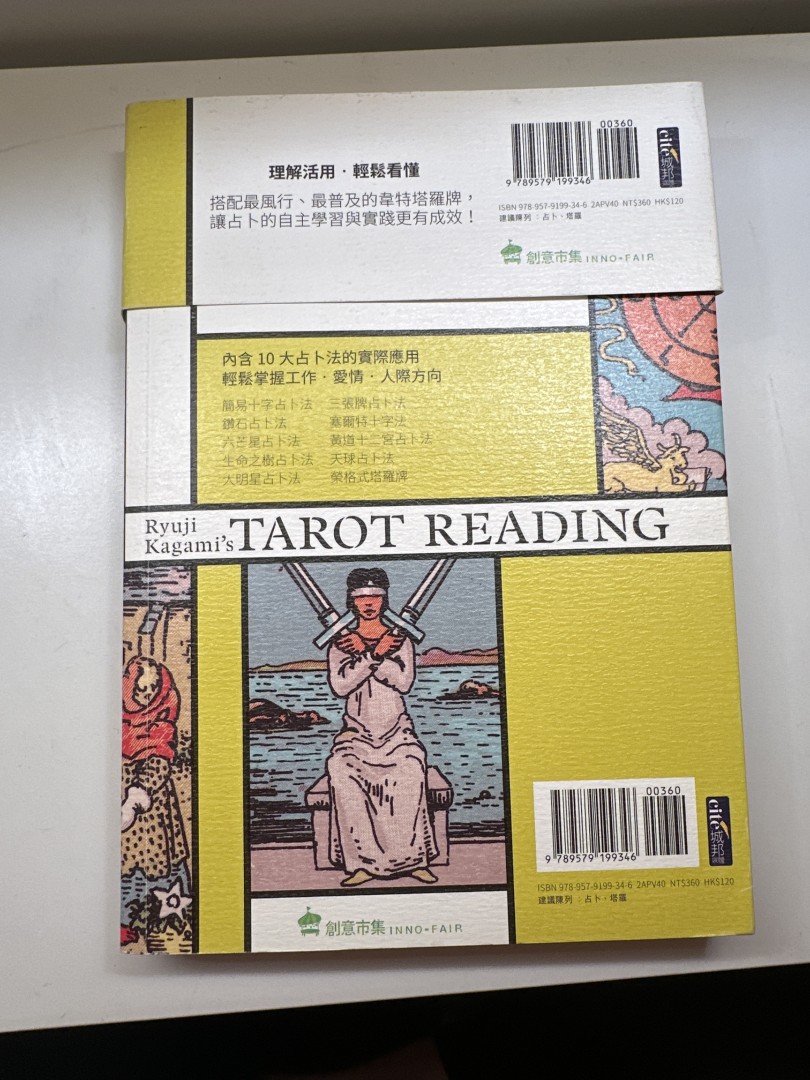 理解活用‧輕鬆看懂
搭配最風行、最普及的韋特塔羅牌，
讓占卜的自主學習與實踐更有成效！
00360
9 789579 199346
ISBN 978-957-9199-34-6 2APV40 NT$360 HK$120
建議陳列：占卜、塔羅
cité城邦
創意市集 INNO-FAIR
內含 10 大占卜法的實際應用
輕鬆掌握工作‧愛情‧人際方向
簡易十字占卜法 三張牌占卜法
鑽石占卜法 塞爾特十字法
六芒星占卜法 黃道十二宮占卜法
生命之樹占卜法 天球占卜法
大明星占卜法 榮格式塔羅牌
Ryuji
Kagami's TAROT READING
00360
9 789579 199346
ISBN 978-957-9199-34-6 2APV40 NT$360 HK$120
建議陳列：占卜、塔羅
cité城邦
創意市集 INNO-FAIR